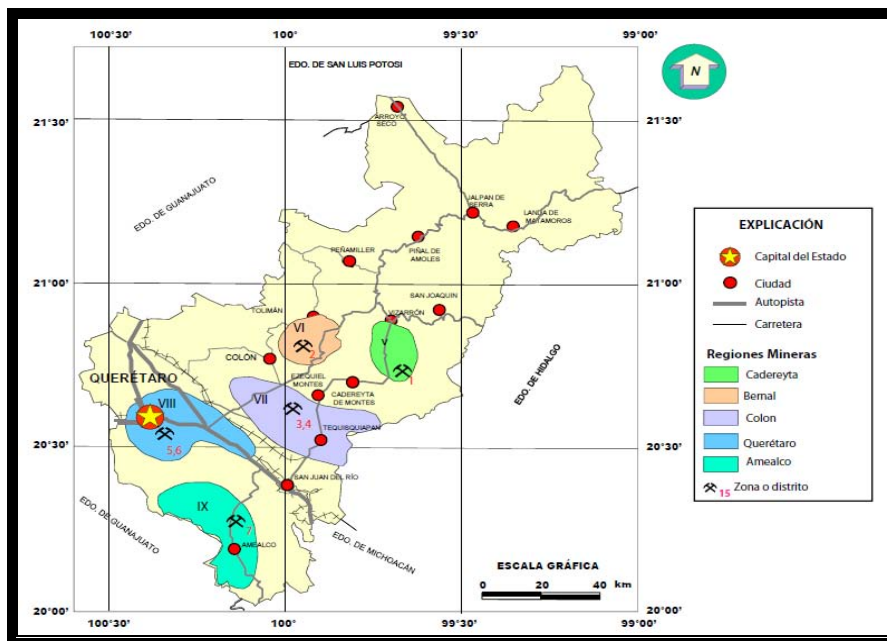 100°30'
100°
99°30'
99°00'
EDO. DE SAN LUIS POTOSI
N
ARROYO
SECO
21°30'
21°30'
EDO. DE GUANAJUATO
JALPAN DE
SERRA
LANDA DE
MATAMOROS
PIÑAL DE
AMOLES
PEÑAMILLER
21°00'
21°00'
SAN JOAQUIN
TOLIMÁN
VIZARRÓN
VI
V
2
COLÓN
1
EZEQUIEL
MONTES
CADEREYTA
DE MONTES
EDO. DE HIDALGO
QUERÉTARO
VIII
VII
3,4
TEQUISQUIAPAN
5,6
20°30'
20°30'
SAN JUAN DEL RÍO
IX
7
AMEALCO
EDO. DE GUANAJUATO
EDO. DE MICHOACÁN
20°00'
20°00'
100°30'
100°
99°30'
99°00'
ESCALA GRÁFICA
0 20 40 km
EXPLICACIÓN
Capital del Estado
Ciudad
Autopista
Carretera
Regiones Mineras
Cadereyta
Bernal
Colon
Querétaro
Amealco
15 Zona o distrito